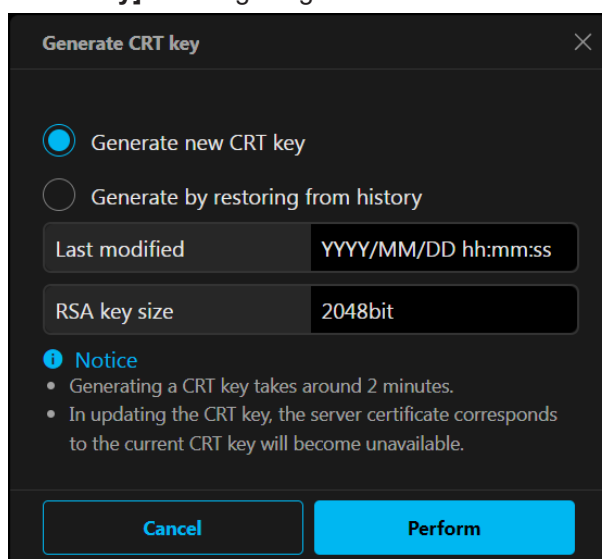 Generate CRT key
Generate new CRT key
Generate by restoring from history
Last modified YYYY/MM/DD hh:mm:ss
RSA key size 2048bit
Notice
• Generating a CRT key takes around 2 minutes.
• In updating the CRT key, the server certificate corresponds
to the current CRT key will become unavailable.
Cancel Perform